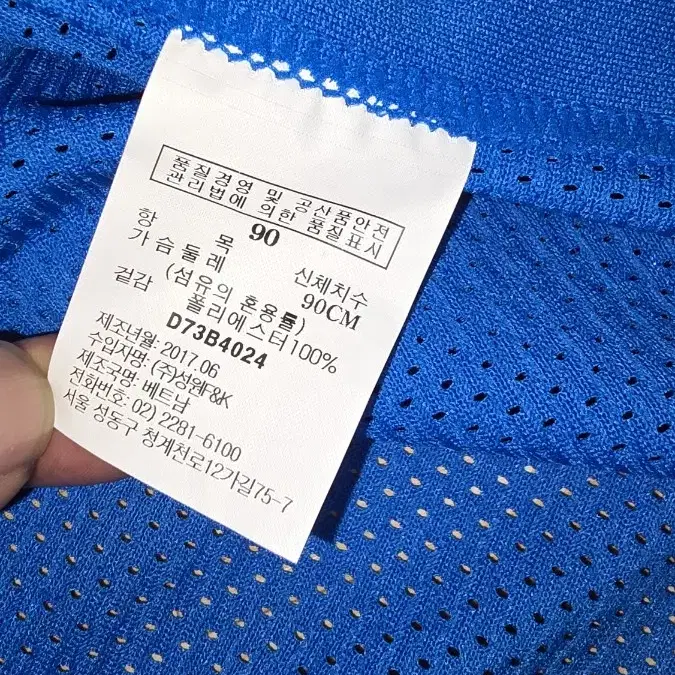 품질경영 및 공산품안전
관리법에 의한 품질표시
90
항 목 신체치수
가슴둘레 90CM
(섬유의 혼용률)
겉감 폴리에스터100%
D73B4024
제조년월: 2017.06
수입자명: (주)성원F&K
제조국명: 베트남
전화번호: 02) 2281-6100
서울 성동구 청계천로12가길75-7